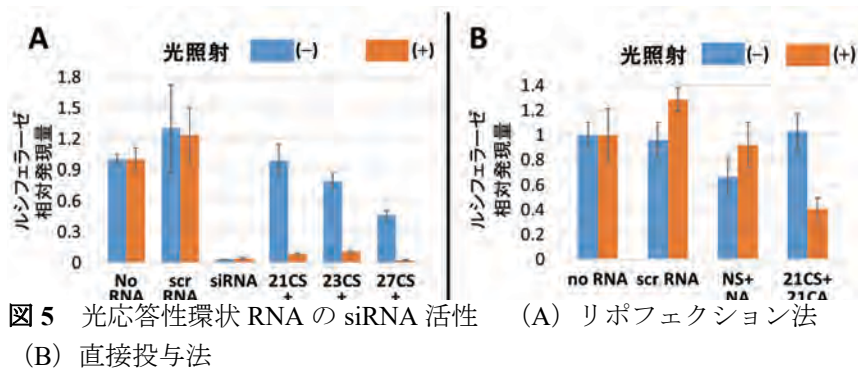 A
光照射 (-) (+)
ルシフェラーゼ
相対発現量
1.8
1.5
1.2
0.9
0.6
0.3
0
No RNA
scr RNA
siRNA
21CS +
23CS +
27CS +
B
光照射 (-) (+)
ルシフェラーゼ
相対発現量
1.4
1.2
1
0.8
0.6
0.4
0.2
0
no RNA
scr RNA
NS+ NA
21CS+ 21CA
図 5 光応答性環状 RNA の siRNA 活性 (A) リポフェクション法
(B) 直接投与法